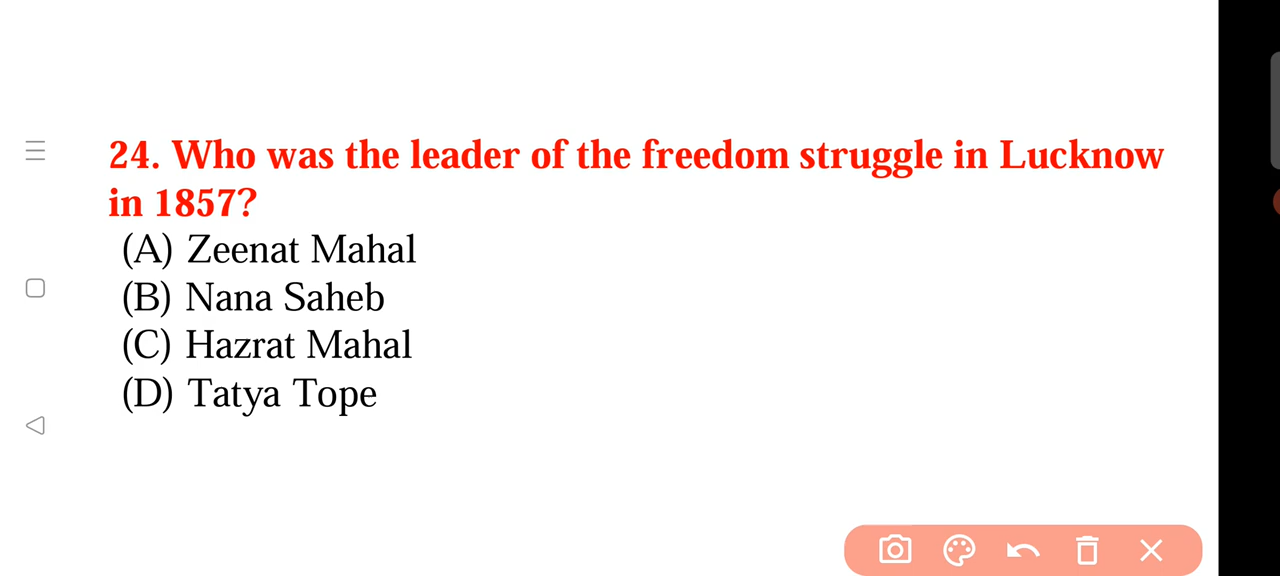 24. Who was the leader of the freedom struggle in Lucknow
in 1857?
(A) Zeenat Mahal
(B) Nana Saheb
(C) Hazrat Mahal
(D) Tatya Tope